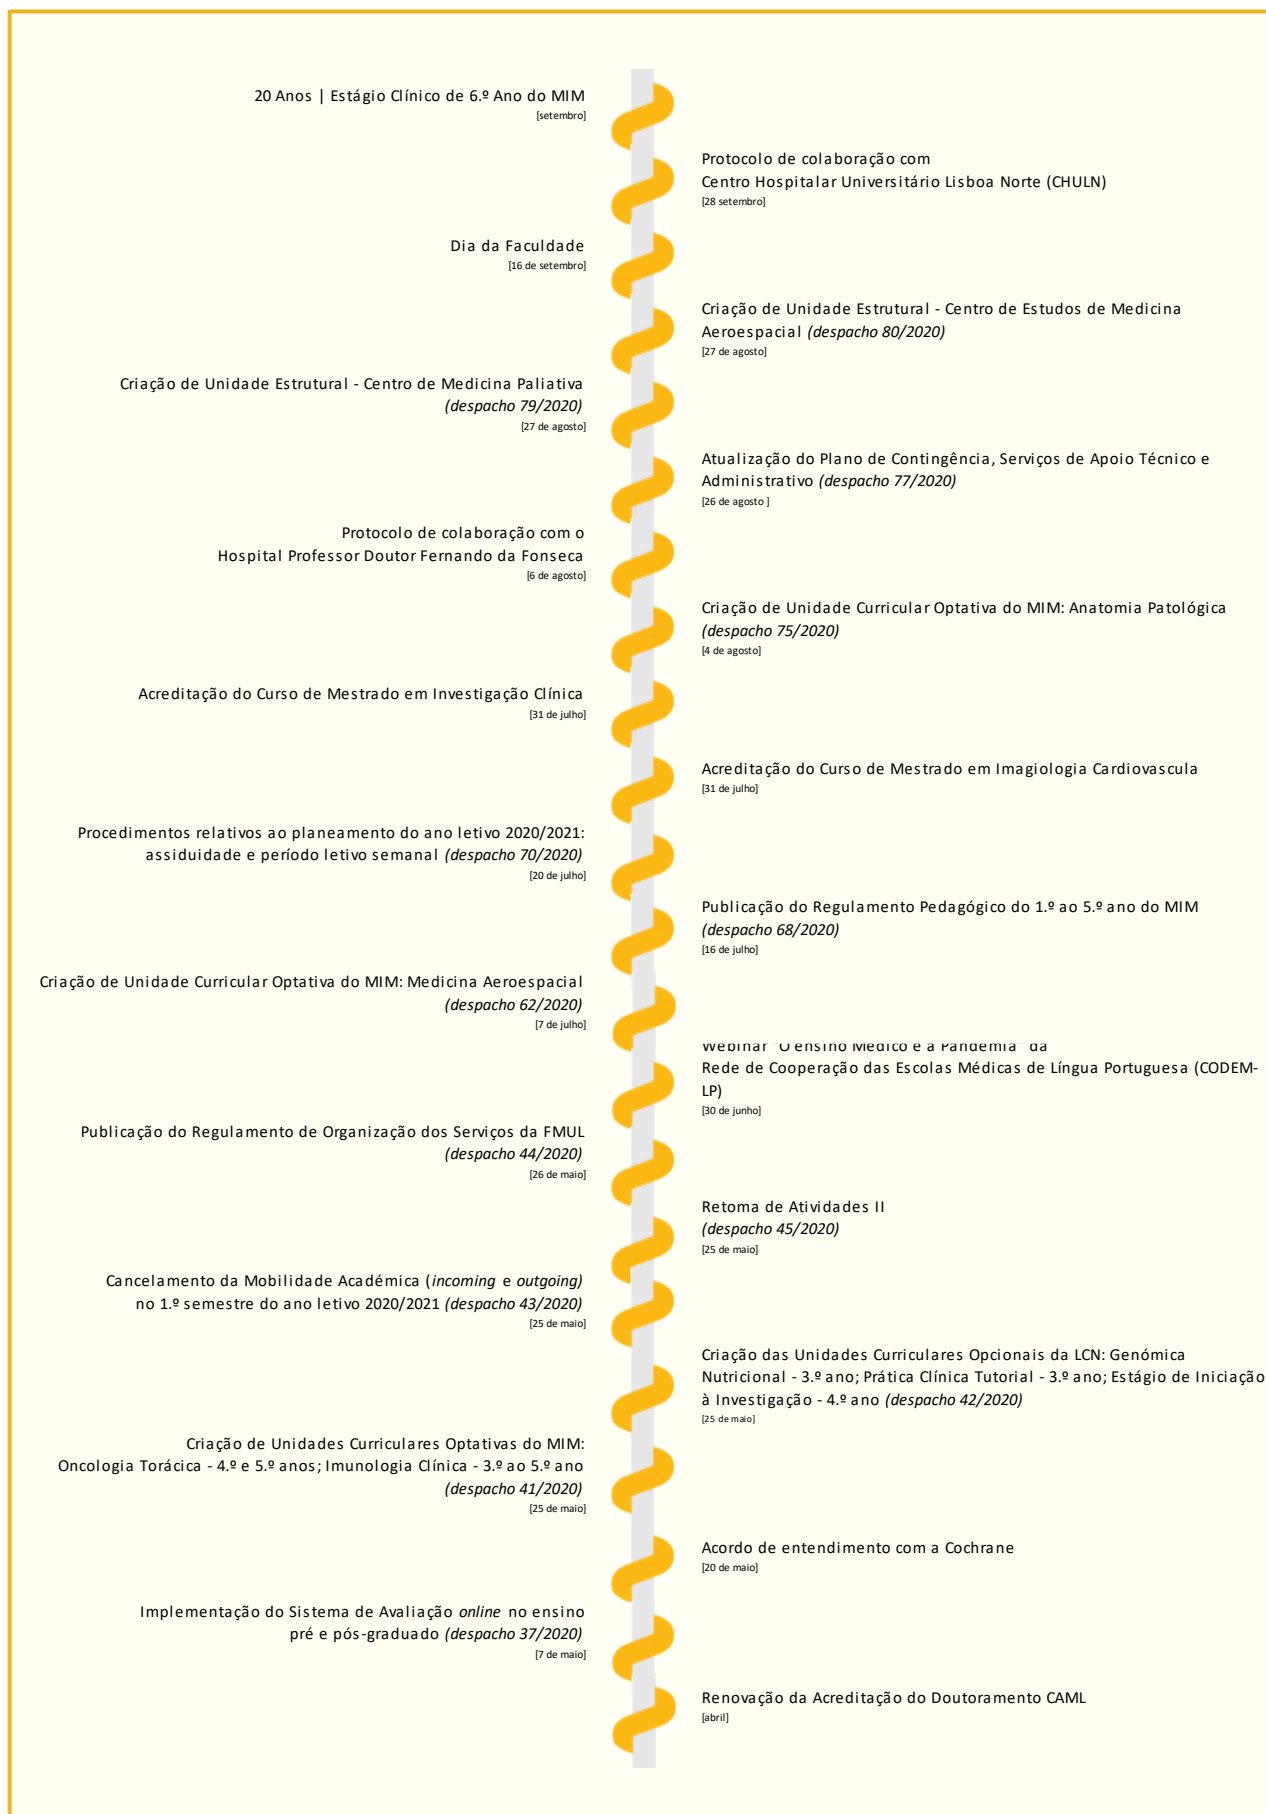 20 Anos | Estágio Clínico de 6.º Ano do MIM
[setembro]
Protocolo de colaboração com
Centro Hospitalar Universitário Lisboa Norte (CHULN)
[28 setembro]
Dia da Faculdade
[16 de setembro]
Criação de Unidade Estrutural - Centro de Estudos de Medicina
Aeroespacial (despacho 80/2020)
[27 de agosto]
Criação de Unidade Estrutural - Centro de Medicina Paliativa
(despacho 79/2020)
[27 de agosto]
Atualização do Plano de Contingência, Serviços de Apoio Técnico e
Administrativo (despacho 77/2020)
[26 de agosto ]
Protocolo de colaboração com o
Hospital Professor Doutor Fernando da Fonseca
[6 de agosto]
Criação de Unidade Curricular Optativa do MIM: Anatomia Patológica
(despacho 75/2020)
[4 de agosto]
Acreditação do Curso de Mestrado em Investigação Clínica
[31 de julho]
Acreditação do Curso de Mestrado em Imagiologia Cardiovascula
[31 de julho]
Procedimentos relativos ao planeamento do ano letivo 2020/2021:
assiduidade e período letivo semanal (despacho 70/2020)
[20 de julho]
Publicação do Regulamento Pedagógico do 1.º ao 5.º ano do MIM
(despacho 68/2020)
[16 de julho]
Criação de Unidade Curricular Optativa do MIM: Medicina Aeroespacial
(despacho 62/2020)
[7 de julho]
Webinar "O ensino Médico e a Pandemia" da
Rede de Cooperação das Escolas Médicas de Língua Portuguesa (CODEM-
LP)
[30 de junho]
Publicação do Regulamento de Organização dos Serviços da FMUL
(despacho 44/2020)
[26 de maio]
Retoma de Atividades II
(despacho 45/2020)
[25 de maio]
Cancelamento da Mobilidade Académica (incoming e outgoing)
no 1.º semestre do ano letivo 2020/2021 (despacho 43/2020)
[25 de maio]
Criação das Unidades Curriculares Opcionais da LCN: Genómica
Nutricional - 3.º ano; Prática Clínica Tutorial - 3.º ano; Estágio de Iniciação
à Investigação - 4.º ano (despacho 42/2020)
[25 de maio]
Criação de Unidades Curriculares Optativas do MIM:
Oncologia Torácica - 4.º e 5.º anos; Imunologia Clínica - 3.º ao 5.º ano
(despacho 41/2020)
[25 de maio]
Acordo de entendimento com a Cochrane
[20 de maio]
Implementação do Sistema de Avaliação online no ensino
pré e pós-graduado (despacho 37/2020)
[7 de maio]
Renovação da Acreditação do Doutoramento CAML
[abril]